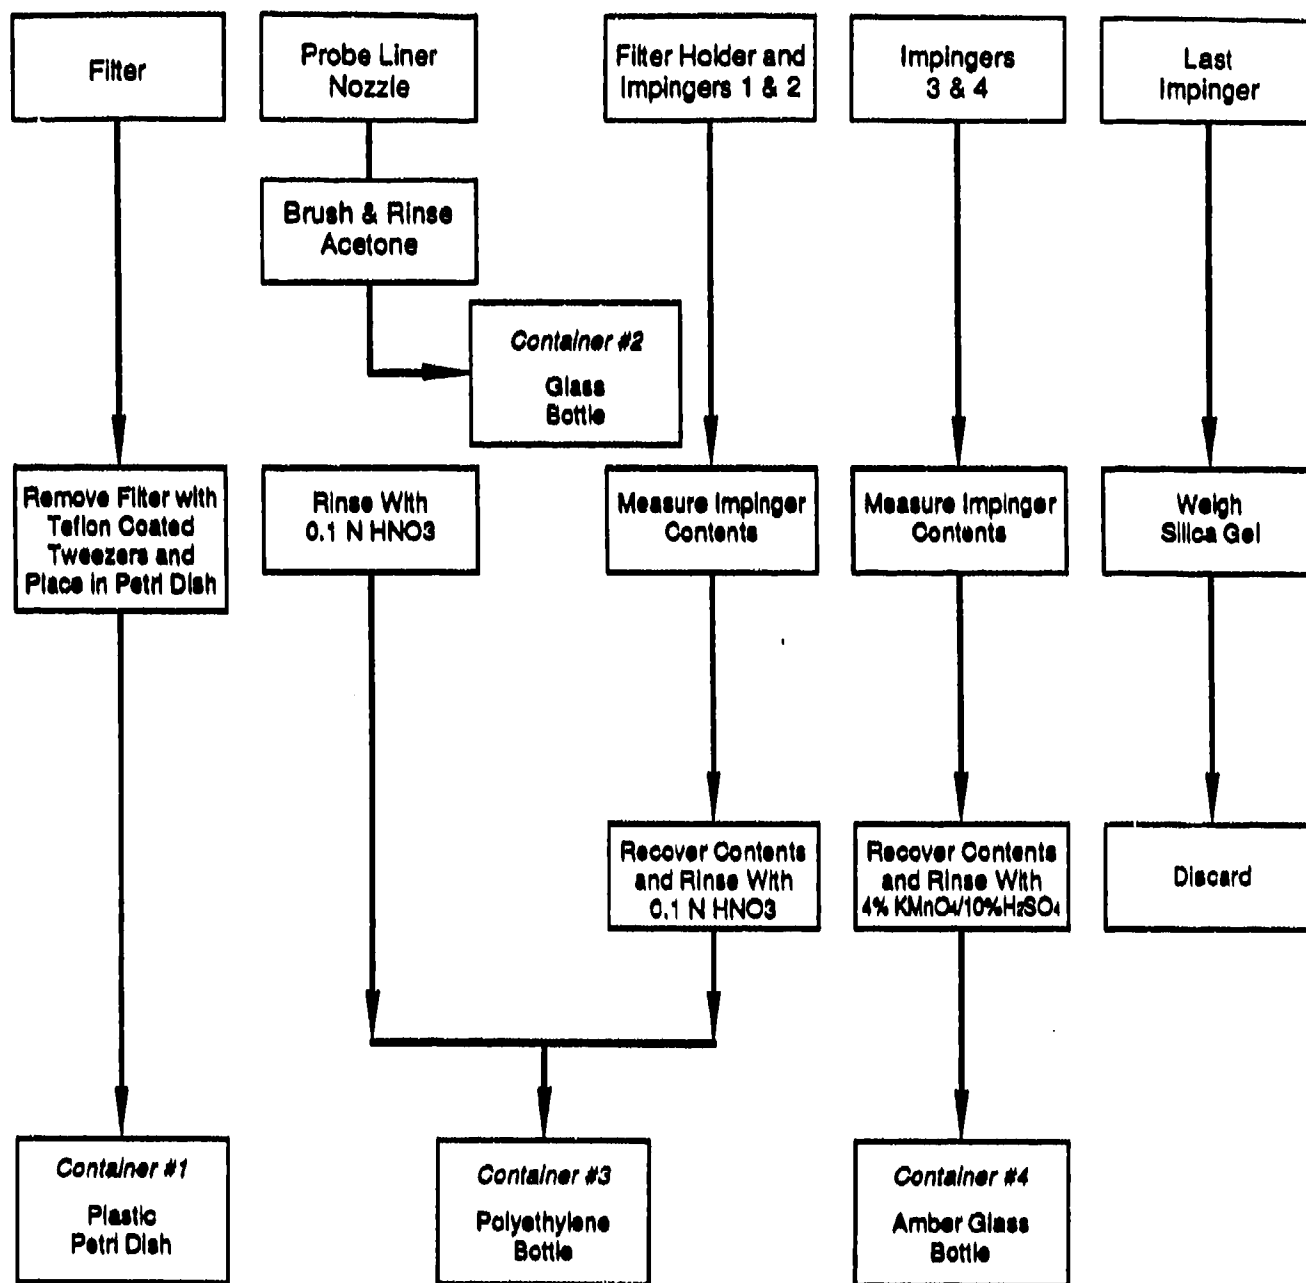 Filter
Probe Liner
Nozzle
Filter Holder and
Impingers 1 & 2
Impingers
3 & 4
Last
Impinger
Brush & Rinse
Acetone
Container #2
Glass
Bottle
Remove Filter with
Teflon Coated
Tweezers and
Place in Petri Dish
Rinse With
0.1 N HNO3
Measure Impinger
Contents
Measure Impinger
Contents
Weigh
Silica Gel
Recover Contents
and Rinse With
0.1 N HNO3
Recover Contents
and Rinse With
4% KMnO4/10%H2SO4
Discard
Container #1
Plastic
Petri Dish
Container #3
Polyethylene
Bottle
Container #4
Amber Glass
Bottle